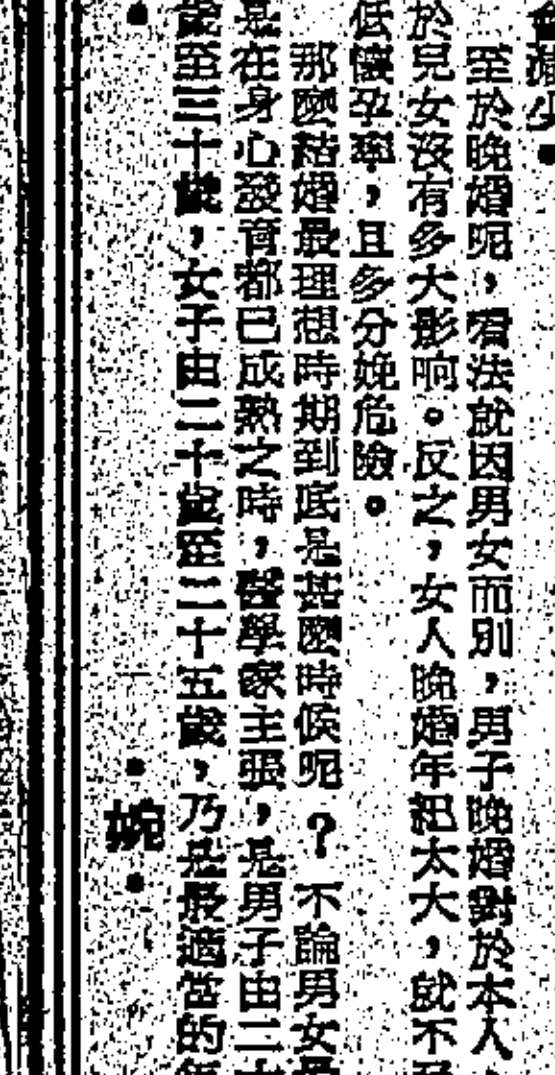 會減少。
至於晚婚呢，看法就因男女而別，男子晚婚對於本人、
於兒女沒有多大影响。反之，女人晚婚年紀太大，就不
低懷孕率，且多分娩危險。
那麼結婚最理想時期到底是甚麼時候呢？不論男女
是在身心發育都已成熟之時，醫學家主張，是男子由二
歲至三十歲，女子由二十歲至二十五歲，乃是最適當的年
•婉•